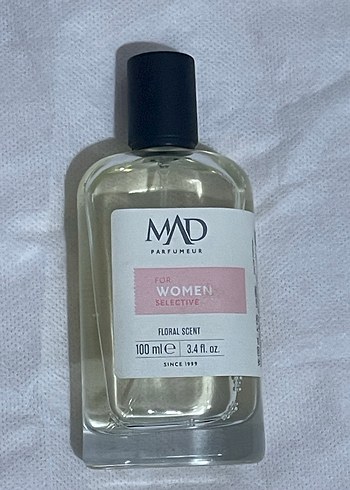 MAD
PARFUMEUR
FOR
WOMEN
SELECTIVE
FLORAL SCENT
100 ml ℮ 3.4 fl. oz.
SINCE 1999